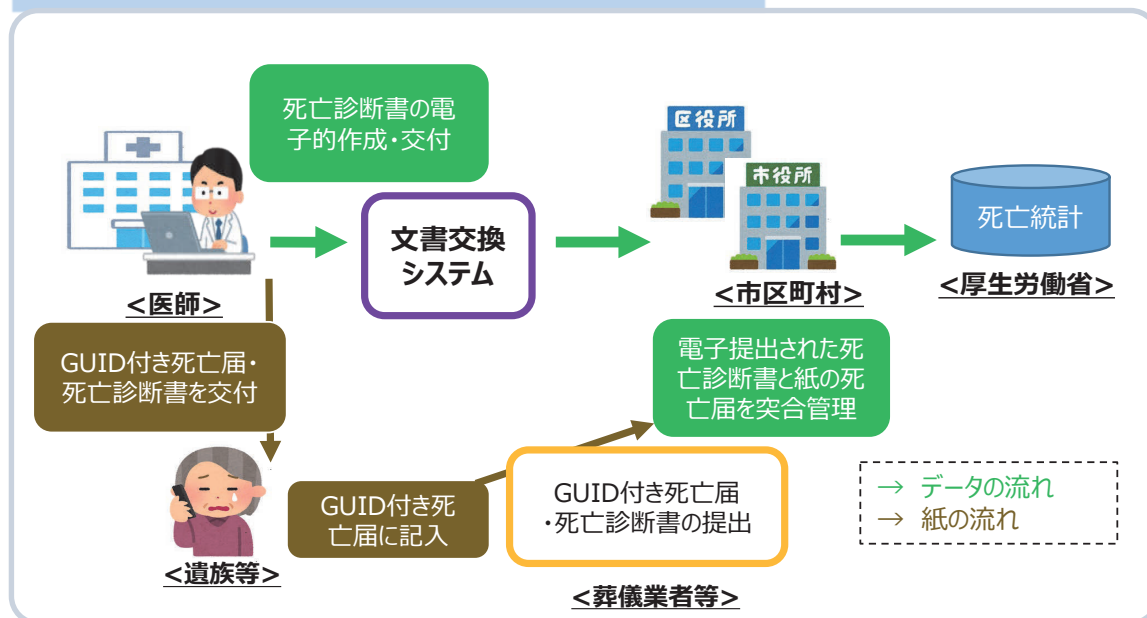 死亡診断書の電
子的作成・交付
区役所
市役所
文書交換
システム
死亡統計
<医師>
<市区町村>
<厚生労働省>
GUID付き死亡届・
死亡診断書を交付
電子提出された死
亡診断書と紙の死
亡届を突合管理
GUID付き死
亡届に記入
GUID付き死亡届
・死亡診断書の提出
→ データの流れ
→ 紙の流れ
<遺族等>
<葬儀業者等>